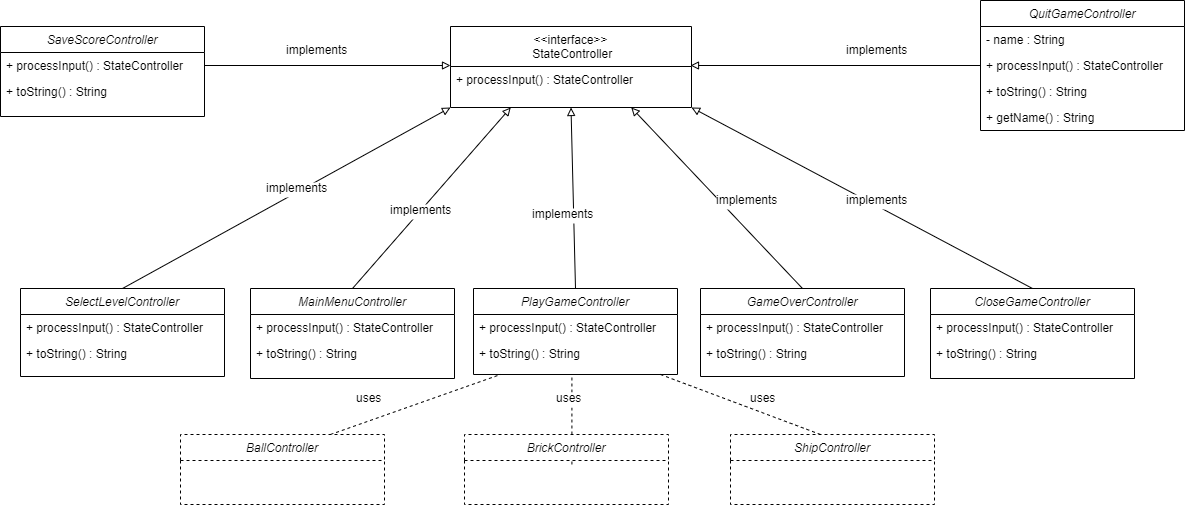 QuitGameController
- name : String
+ processInput() : StateController
+ toString() : String
+ getName() : String
SaveScoreController
+ processInput() : StateController
+ toString() : String
implements
<<interface>>
StateController
+ processInput() : StateController
implements
implements
implements
implements
implements
implements
SelectLevelController
+ processInput() : StateController
+ toString() : String
MainMenuController
+ processInput() : StateController
+ toString() : String
PlayGameController
+ processInput() : StateController
+ toString() : String
GameOverController
+ processInput() : StateController
+ toString() : String
CloseGameController
+ processInput() : StateController
+ toString() : String
uses
uses
uses
BallController
BrickController
ShipController